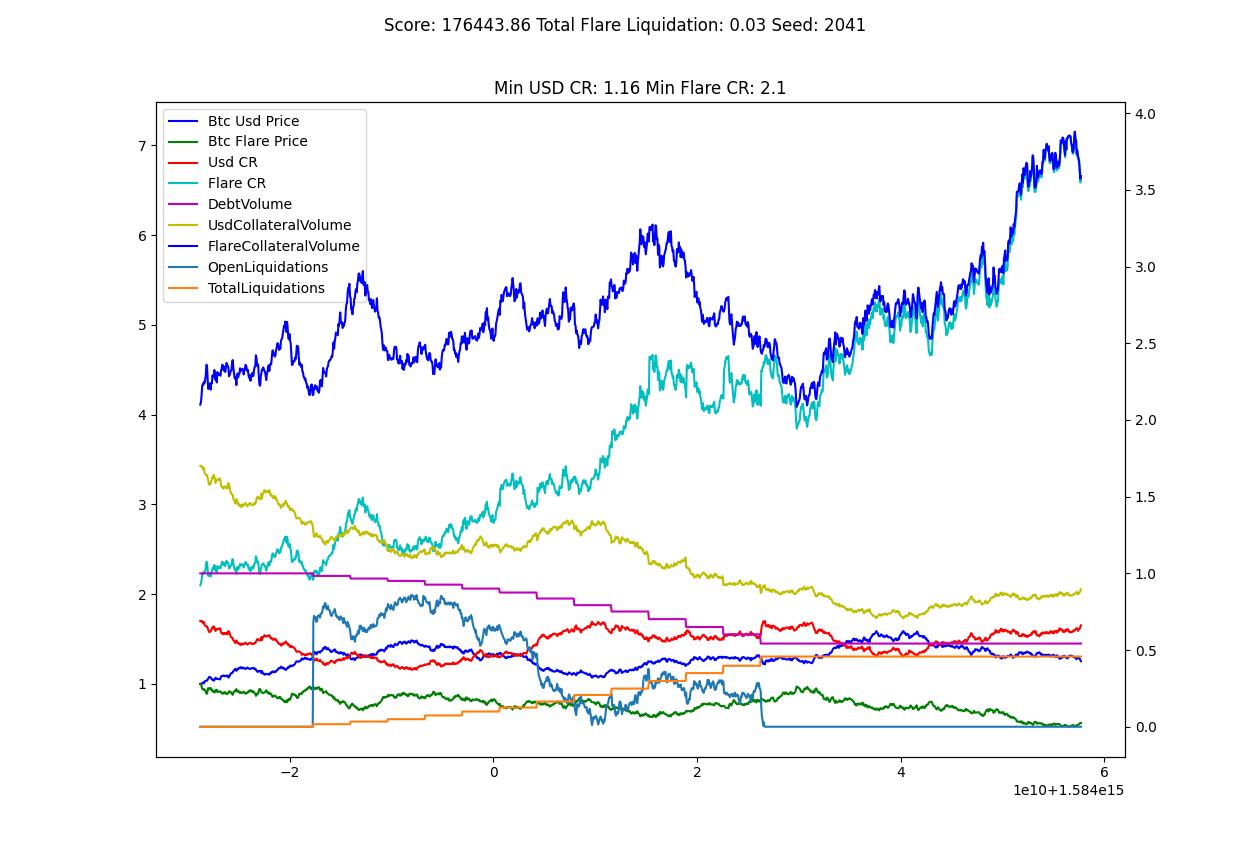 Score: 176443.86 Total Flare Liquidation: 0.03 Seed: 2041
Min USD CR: 1.16 Min Flare CR: 2.1
Btc Usd Price
Btc Flare Price
Usd CR
Flare CR
DebtVolume
UsdCollateralVolume
FlareCollateralVolume
OpenLiquidations
TotalLiquidations
7
6
5
4
3
2
1
4.0
3.5
3.0
2.5
2.0
1.5
1.0
0.5
0.0
−2 0 2 4 6
1e10+1.584e15